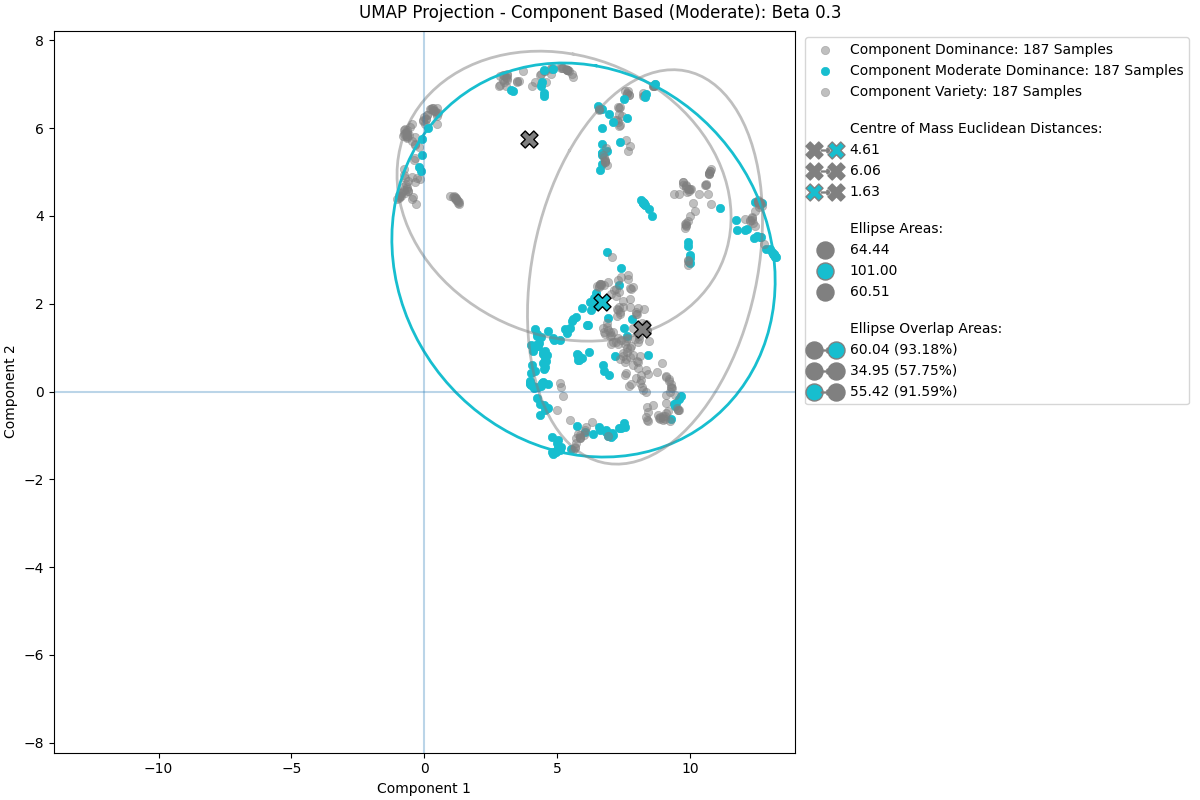 UMAP Projection - Component Based (Moderate): Beta 0.3
8
6
4
2
0
−2
−4
−6
−8
Component 2
−10
−5
0
5
10
Component 1
Component Dominance: 187 Samples
Component Moderate Dominance: 187 Samples
Component Variety: 187 Samples
Centre of Mass Euclidean Distances:
4.61
6.06
1.63
Ellipse Areas:
64.44
101.00
60.51
Ellipse Overlap Areas:
60.04 (93.18%)
34.95 (57.75%)
55.42 (91.59%)